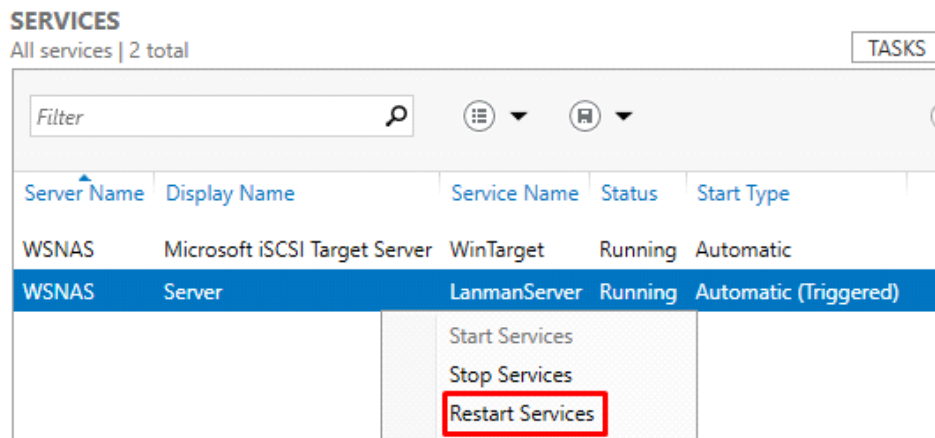 SERVICES
All services | 2 total
TASKS
Filter
Server Name Display Name Service Name Status Start Type
WSNAS Microsoft iSCSI Target Server WinTarget Running Automatic
WSNAS Server LanmanServer Running Automatic (Triggered)
Start Services
Stop Services
Restart Services